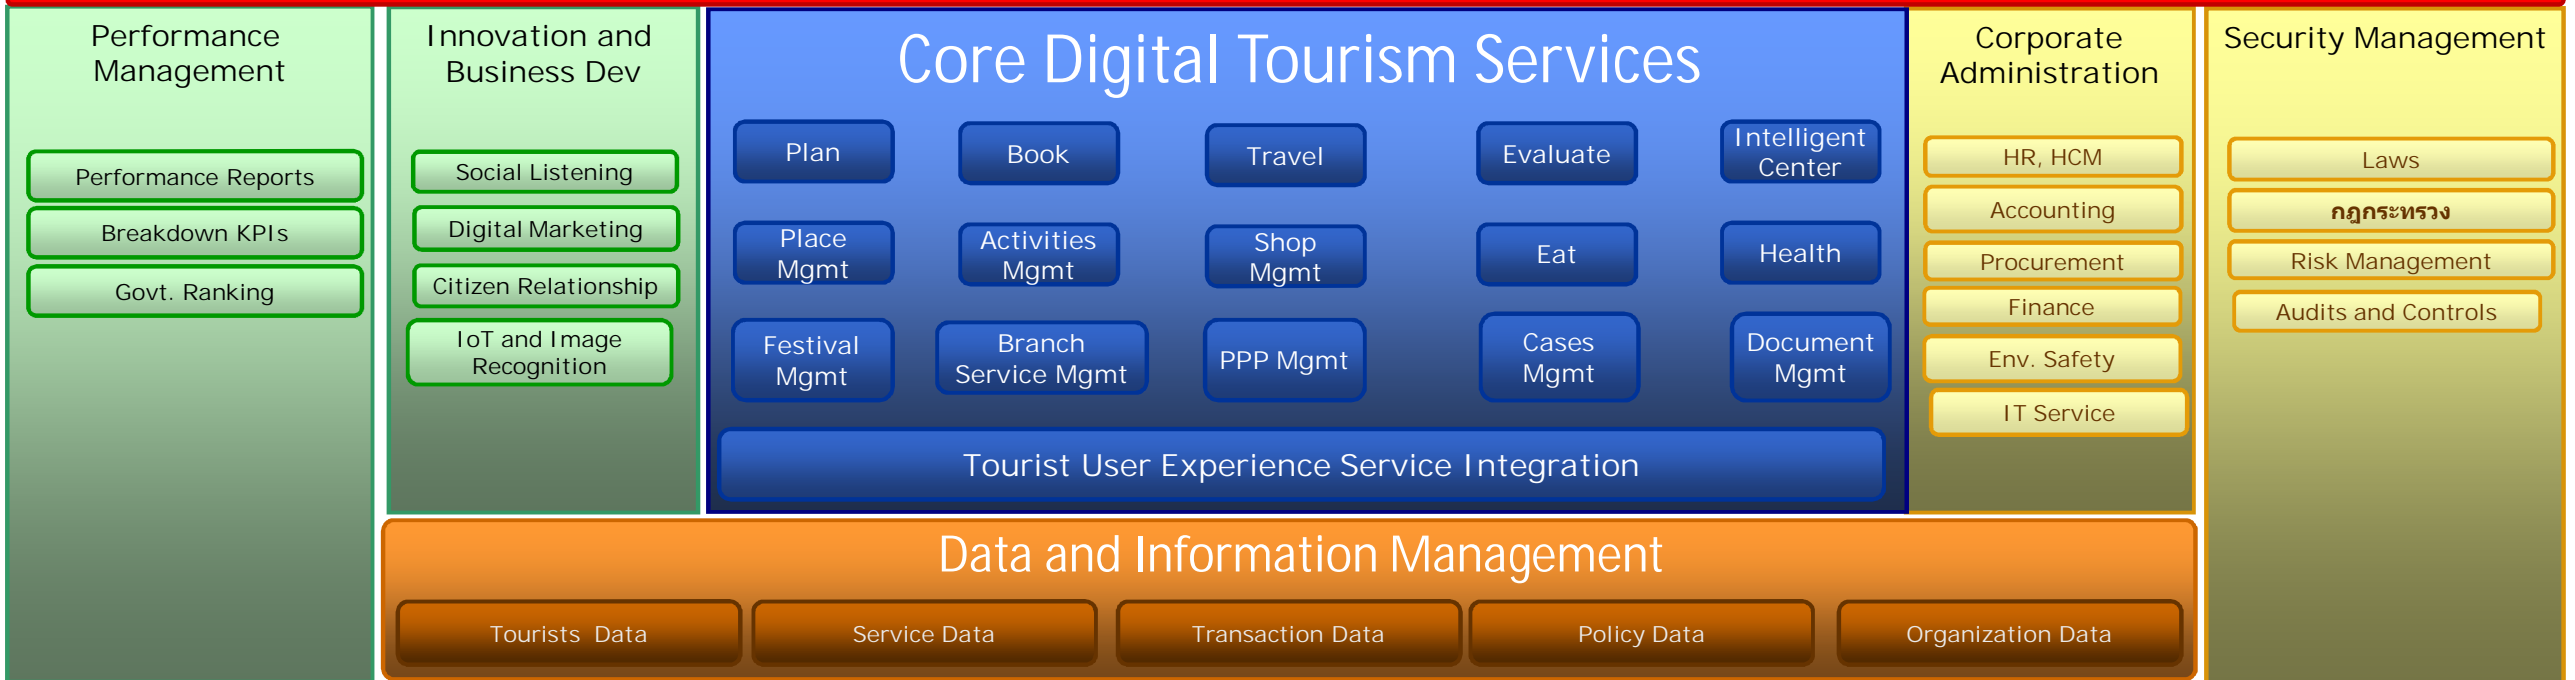 Performance
Management
Performance Reports
Breakdown KPIs
Govt. Ranking
Innovation and
Business Dev
Social Listening
Digital Marketing
Citizen Relationship
IoT and Image
Recognition
Core Digital Tourism Services
Plan
Book
Travel
Evaluate
Intelligent
Center
Place
Mgmt
Activities
Mgmt
Shop
Mgmt
Eat
Health
Festival
Mgmt
Branch
Service Mgmt
PPP Mgmt
Cases
Mgmt
Document
Mgmt
Tourist User Experience Service Integration
Corporate
Administration
HR, HCM
Accounting
Procurement
Finance
Env. Safety
IT Service
Security Management
Laws
กฎกระทรวง
Risk Management
Audits and Controls
Data and Information Management
Tourists Data
Service Data
Transaction Data
Policy Data
Organization Data